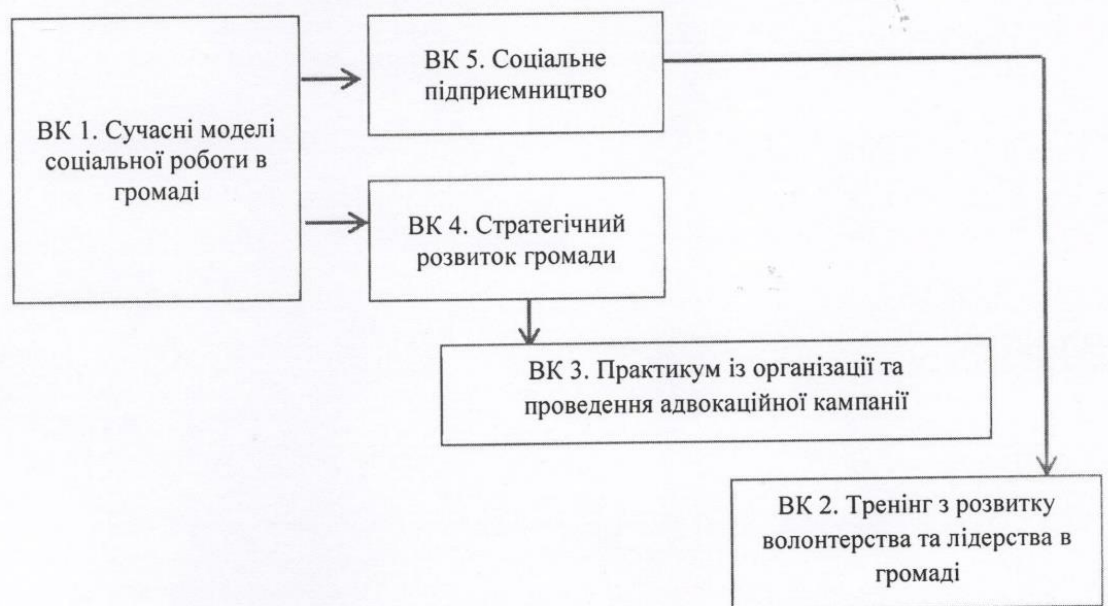 ВК 1. Сучасні моделі
соціальної роботи в
громаді
ВК 5. Соціальне
підприємництво
ВК 4. Стратегічний
розвиток громади
ВК 3. Практикум із організації та
проведення адвокаційної кампанії
ВК 2. Тренінг з розвитку
волонтерства та лідерства в
громаді